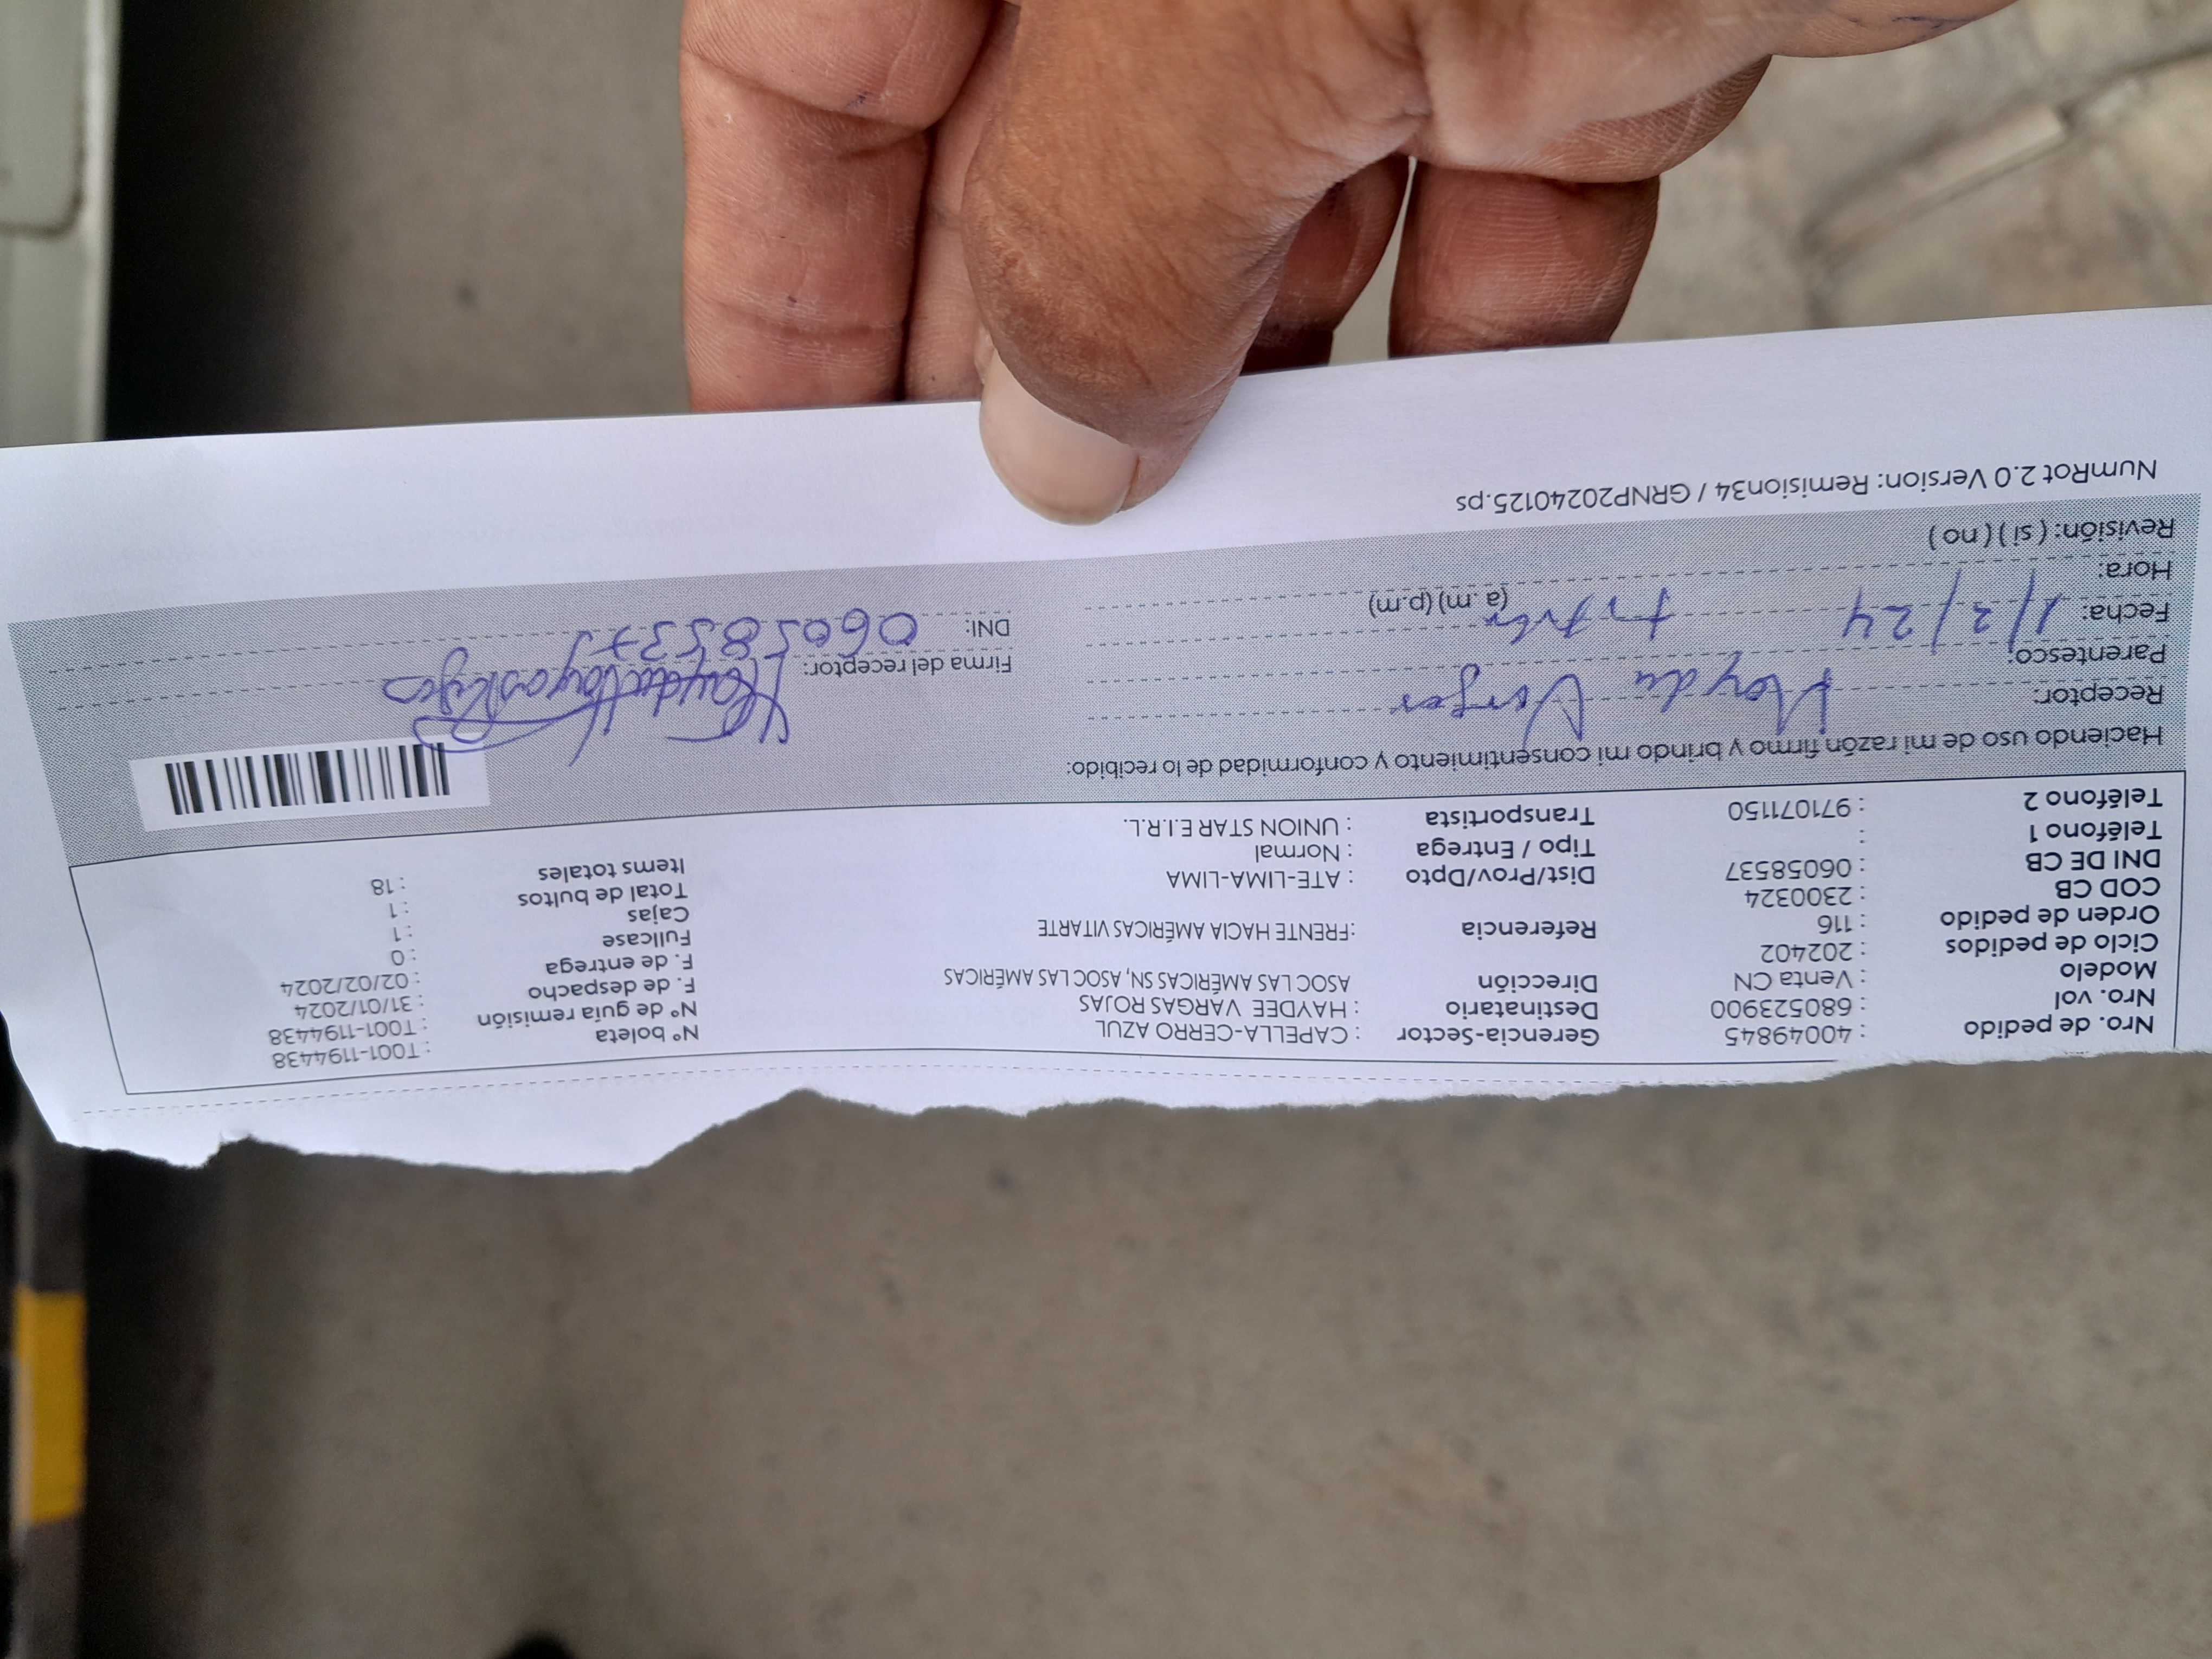 Nro. de pedido : 40049845 Gerencia-Sector : CAPELLA-CERRO AZUL Nº boleta : T001-1194438
Nro. vol : 680523900 Destinatario : HAYDEE VARGAS ROJAS Nº de guía remisión : T001-1194438
Modelo : Venta CN Dirección ASOC LAS AMÉRICAS SN, ASOC LAS AMÉRICAS F. de despacho : 31/01/2024
Ciclo de pedidos : 202402 F. de entrega : 02/02/2024
Orden de pedido : 116 Referencia :FRENTE HACIA AMÉRICAS VITARTE Fullcase : 0
COD CB : 2300324 Cajas : 1
DNI DE CB : 06058537 Dist/Prov/Dpto : ATE-LIMA-LIMA Total de bultos : 1
Teléfono 1 : Tipo / Entrega : Normal Items totales : 18
Teléfono 2 : 971071150 Transportista : UNION STAR E.I.R.L.
Haciendo uso de mi razón firmo y brindo mi consentimiento y conformidad de lo recibido:
Receptor: Haydee Vargas
Parentesco: Firma del receptor: Haydee Vargas Rojas
Fecha: 1/2/24 DNI: 06058537
Hora: (a.m) (p.m)
Revisión: ( si ) ( no )
NumRot 2.0 Version: Remision34 / GRNP20240125.ps